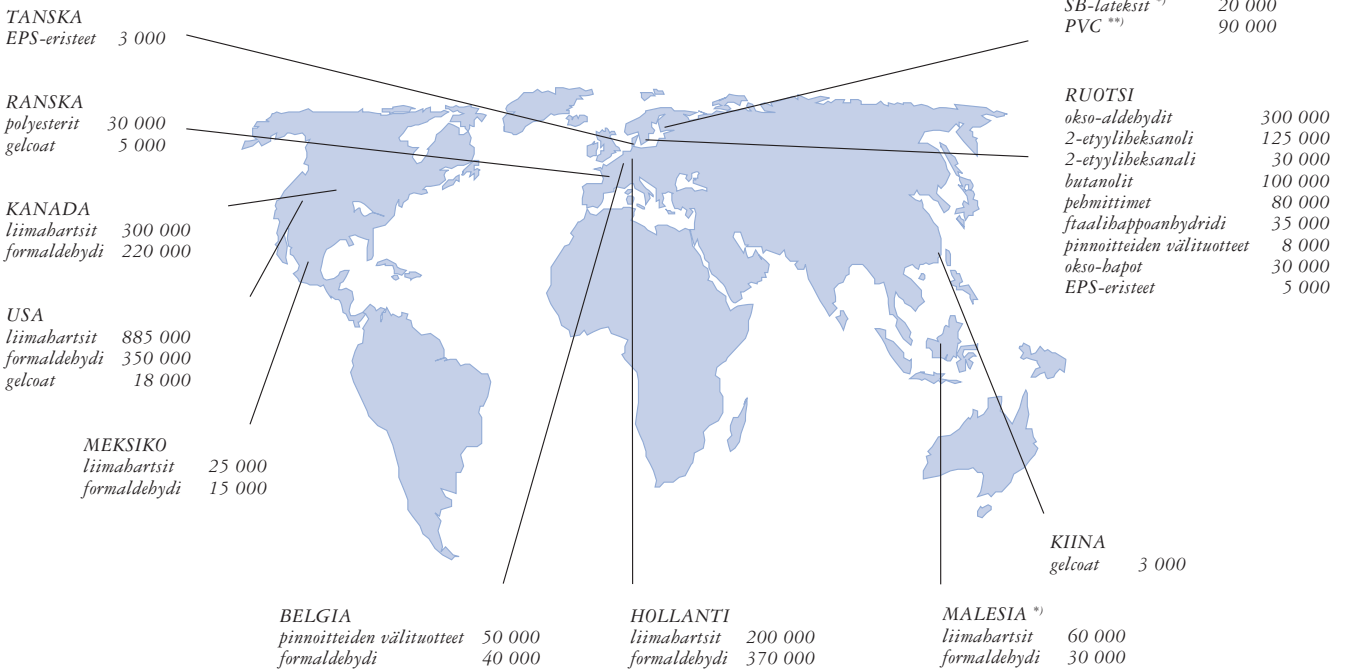 SB-lateksit *) 20 000
PVC **) 90 000
TANSKA
EPS-eristeet 3 000
RANSKA
polyesterit 30 000
gelcoat 5 000
KANADA
liimahartsit 300 000
formaldehydi 220 000
USA
liimahartsit 885 000
formaldehydi 350 000
gelcoat 18 000
MEKSIKO
liimahartsit 25 000
formaldehydi 15 000
RUOTSI
okso-aldehydit 300 000
2-etyyliheksanoli 125 000
2-etyyliheksanali 30 000
butanolit 100 000
pehmittimet 80 000
ftaalihappoanhydridi 35 000
pinnoitteiden välituotteet 8 000
okso-hapot 30 000
EPS-eristeet 5 000
KIINA
gelcoat 3 000
BELGIA
pinnoitteiden välituotteet 50 000
formaldehydi 40 000
HOLLANTI
liimahartsit 200 000
formaldehydi 370 000
MALESIA *)
liimahartsit 60 000
formaldehydi 30 000